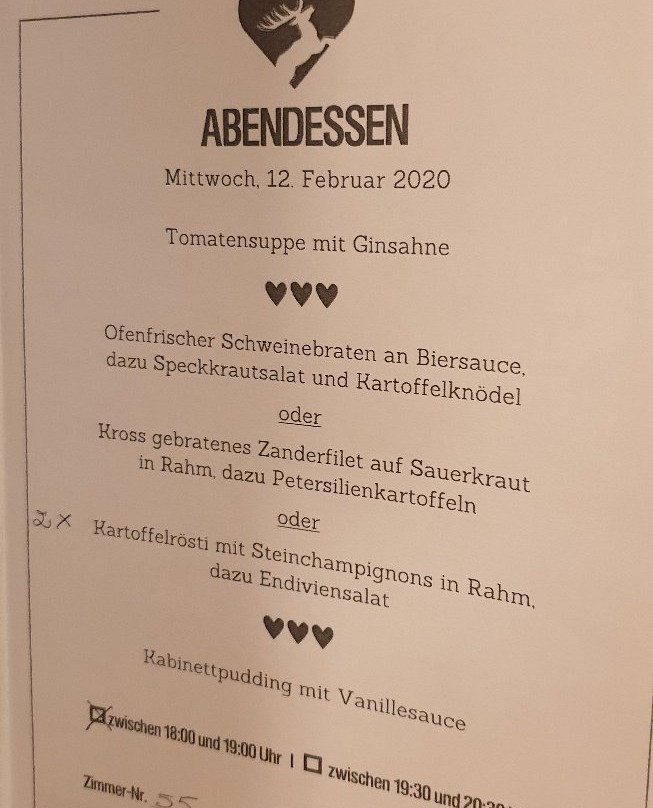 ABENDESSEN
Mittwoch, 12. Februar 2020
Tomatensuppe mit Ginsahne
Ofenfrischer Schweinebraten an Biersauce,
dazu Speckkrautsalat und Kartoffelknödel
oder
Kross gebratenes Zanderfilet auf Sauerkraut
in Rahm, dazu Petersilienkartoffeln
oder
2x Kartoffelrösti mit Steinchampignons in Rahm,
dazu Endiviensalat
Kabinettpudding mit Vanillesauce
zwischen 18:00 und 19:00 Uhr | zwischen 19:30 und
Zimmer-Nr. 55